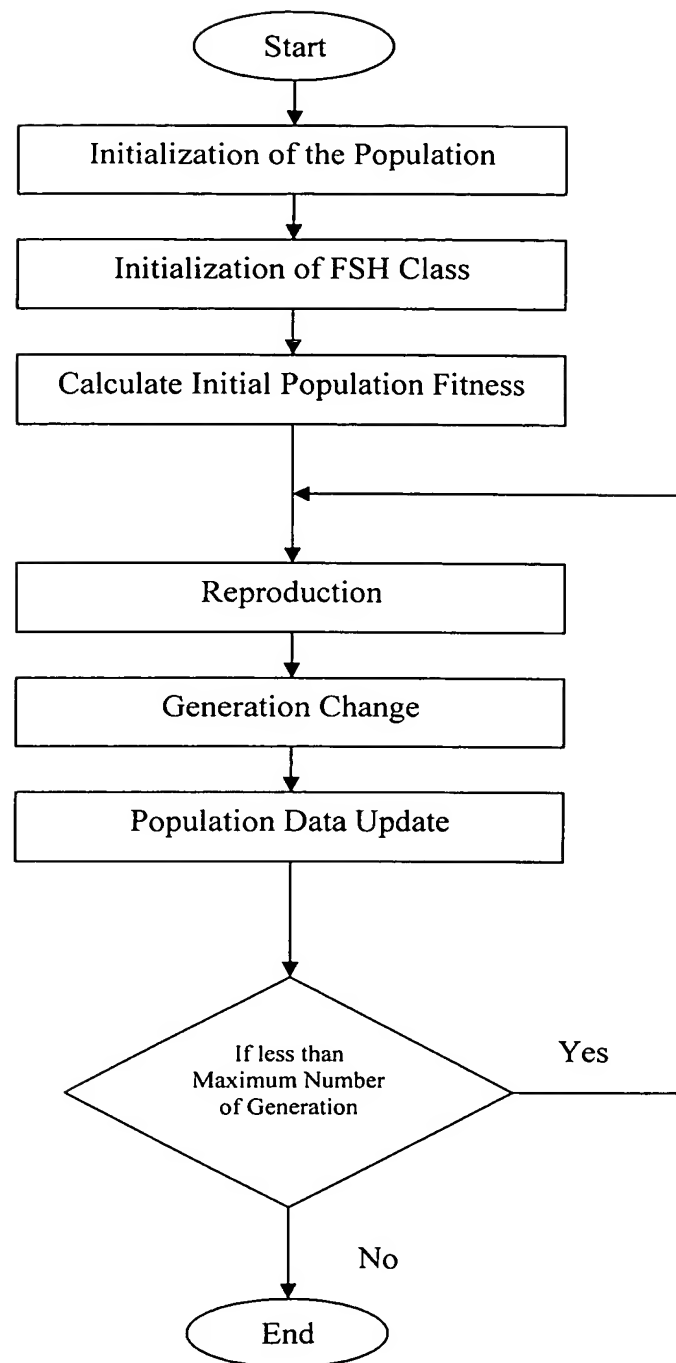 Start
Initialization of the Population
Initialization of FSH Class
Calculate Initial Population Fitness
Reproduction
Generation Change
Population Data Update
If less than
Maximum Number
of Generation
Yes
No
End